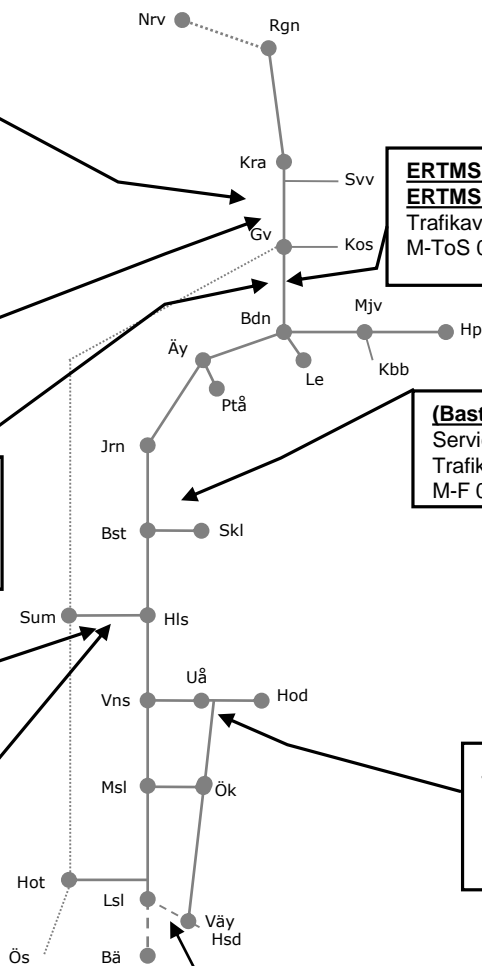 Nrv
Rgn
Kra
Svv
ERTMS
ERTMS
Trafikav
M-ToS 0
Gv
Kos
Bdn
Mjv
Hp
Äy
Le
Kbb
Ptå
(Bast
Servic
Trafik
M-F 0
Jrn
Bst
Skl
Sum
Hls
Uå
Vns
Hod
Msl
Ök
Hot
Lsl
Väy
Hsd
Ös
Bä